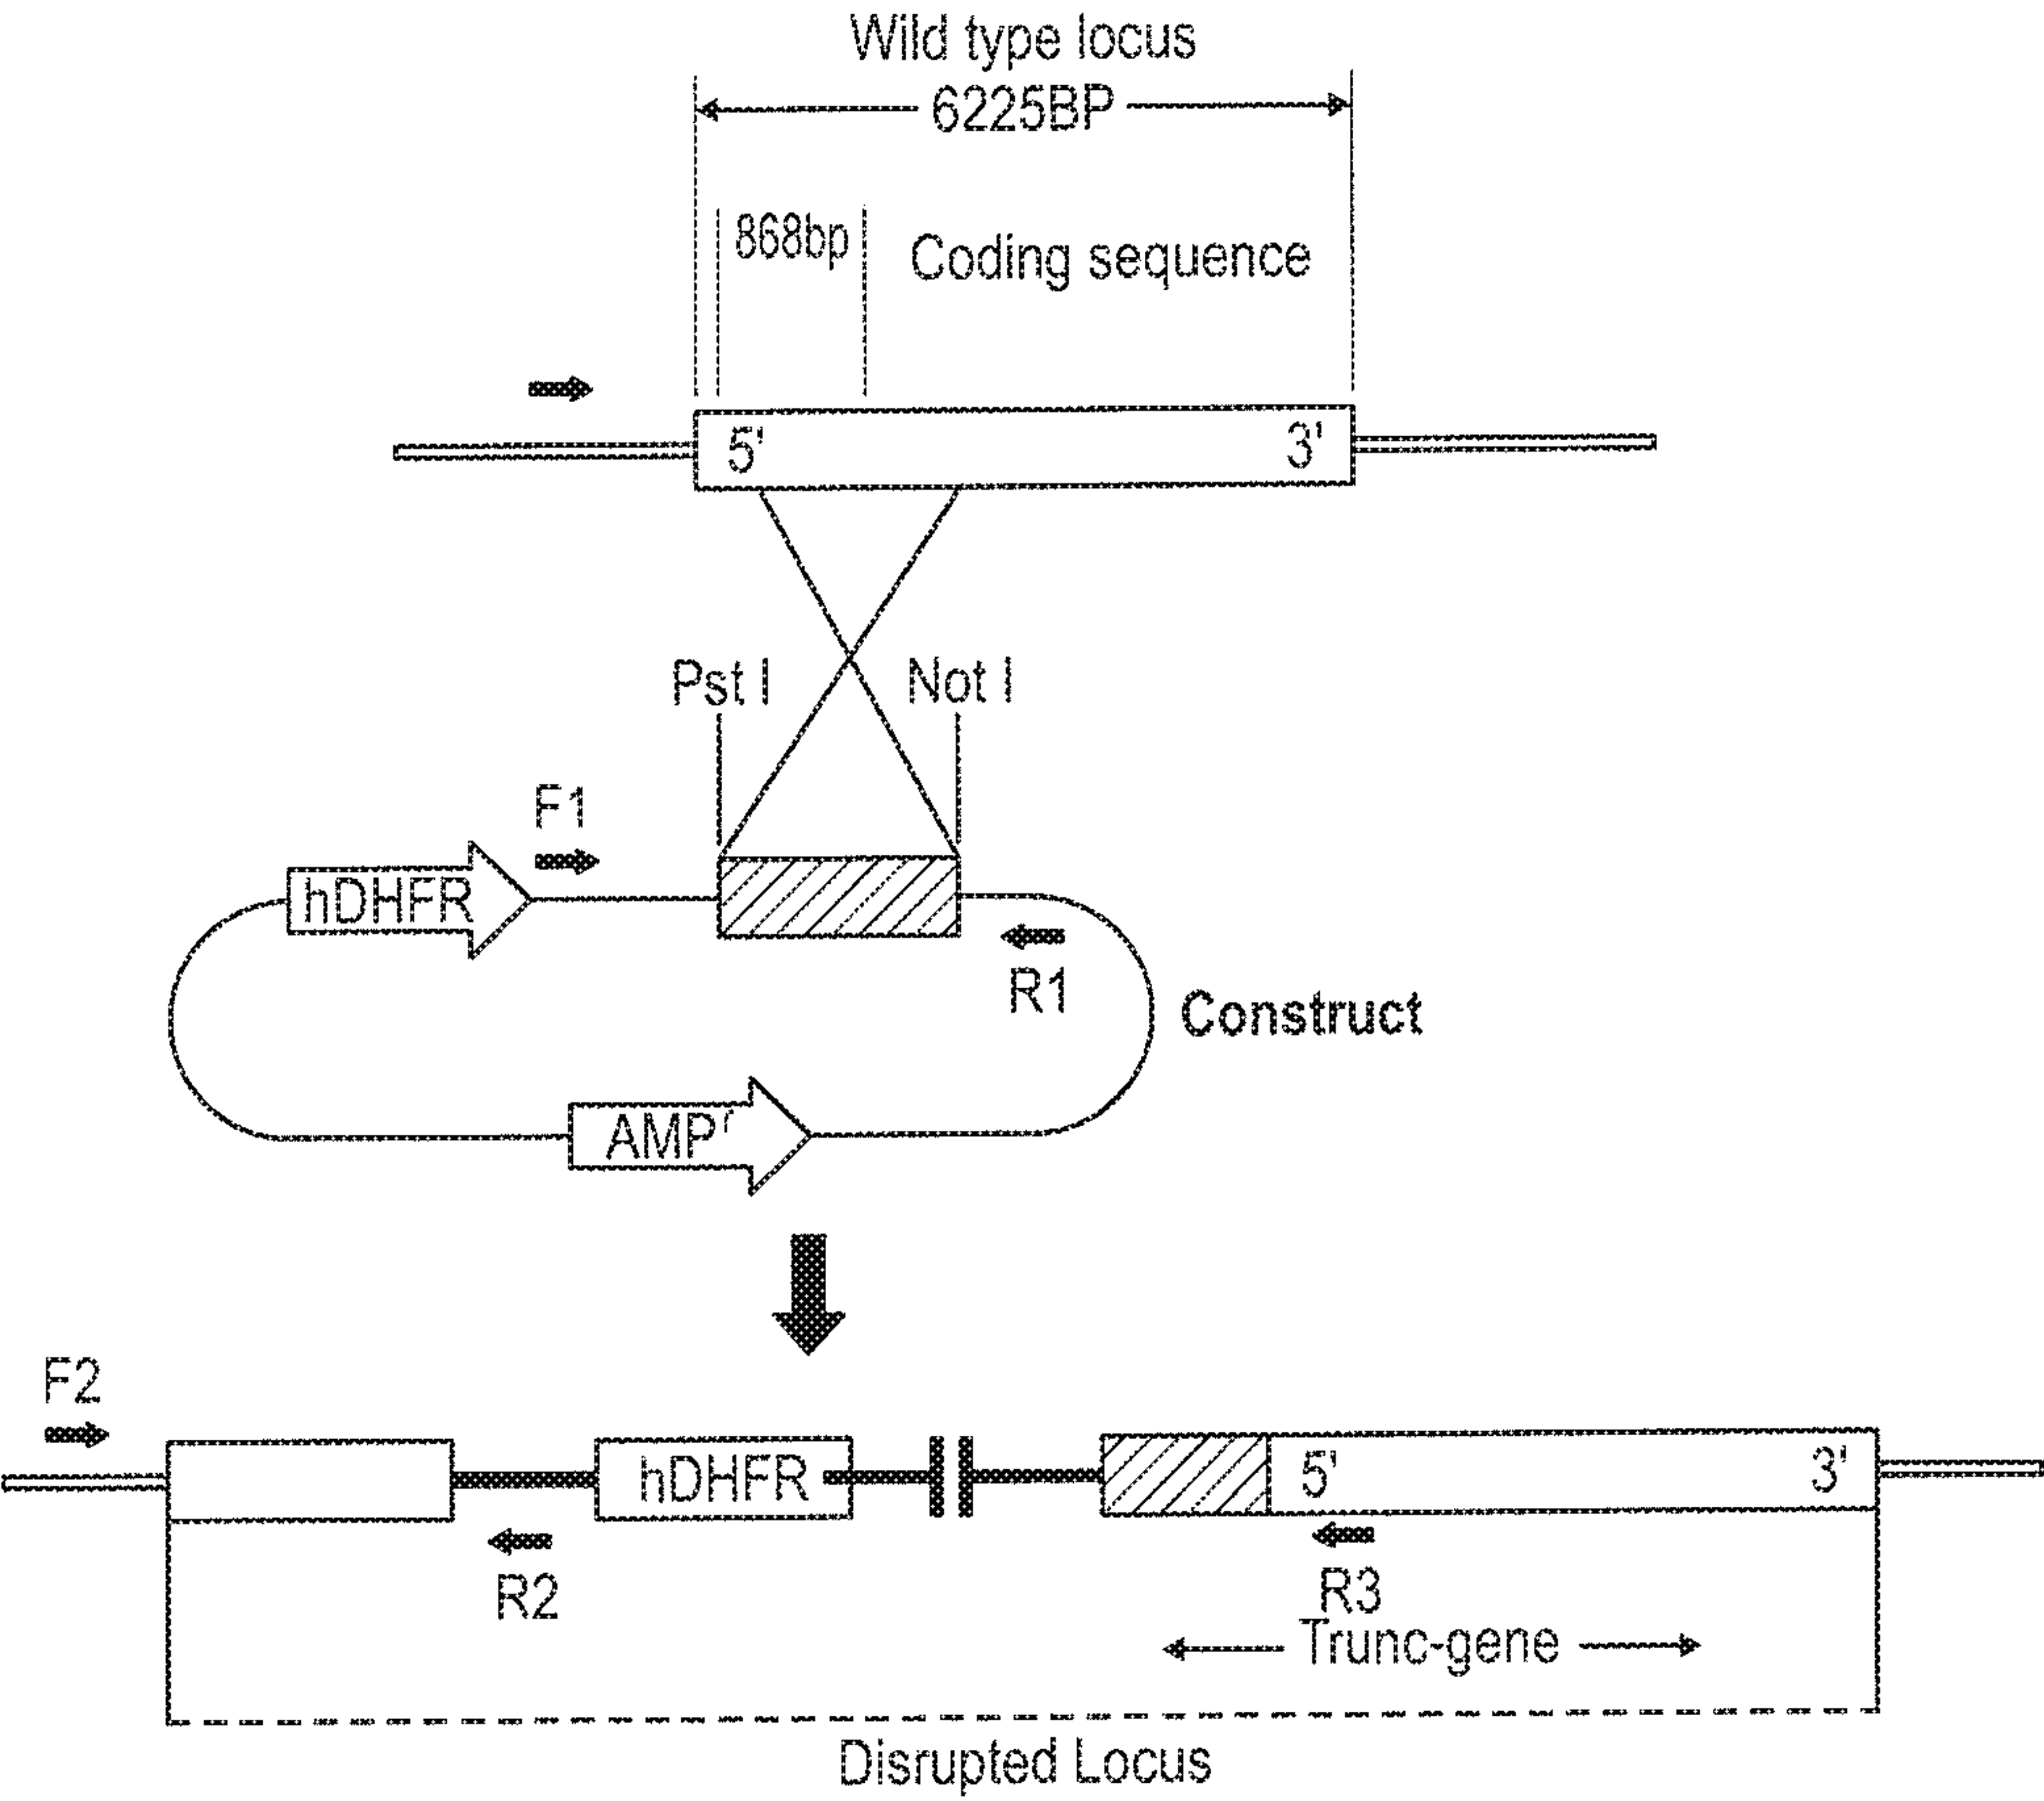 Wild type locus
6225BP
868bp
Coding sequence
5' 3'
Pst I Not I
F1
hDHFR
R1
Construct
AMPr
F2
hDHFR 5' 3'
R2
R3
Trunc-gene
Disrupted Locus